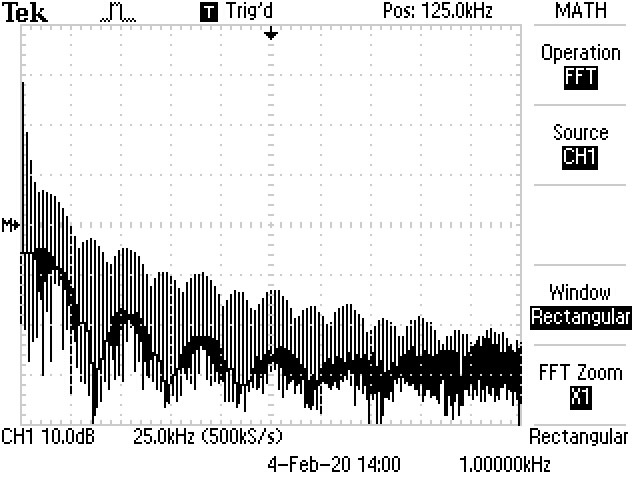 Tek T Trig'd Pos: 125.0kHz MATH
Operation
FFT
Source
CH1
M
Window
Rectangular
FFT Zoom
X1
CH1 10.0dB 25.0kHz (500kS/s) Rectangular
4-Feb-20 14:00 1.00000kHz